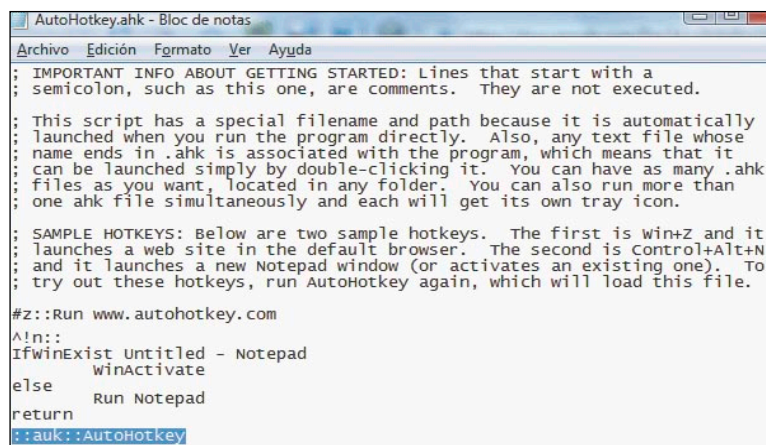 AutoHotkey.ahk - Bloc de notas
Archivo Edición Formato Ver Ayuda
; IMPORTANT INFO ABOUT GETTING STARTED: Lines that start with a
; semicolon, such as this one, are comments.  They are not executed.
; This script has a special filename and path because it is automatically
; launched when you run the program directly.  Also, any text file whose
; name ends in .ahk is associated with the program, which means that it
; can be launched simply by double-clicking it.  You can have as many .ahk
; files as you want, located in any folder.  You can also run more than
; one ahk file simultaneously and each will get its own tray icon.
; SAMPLE HOTKEYS: Below are two sample hotkeys.  The first is Win+Z and it
; launches a web site in the default browser.  The second is Control+Alt+N
; and it launches a new Notepad window (or activates an existing one).  To
; try out these hotkeys, run AutoHotkey again, which will load this file.
#z::Run www.autohotkey.com
^!n::
IfWinExist Untitled - Notepad
WinActivate
else
Run Notepad
return
::auk::AutoHotkey